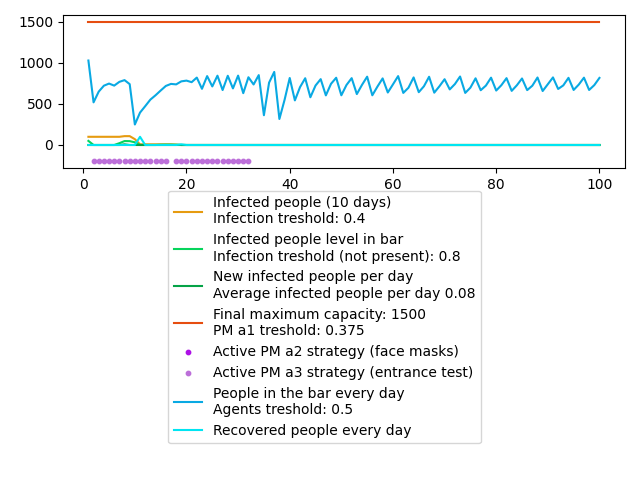 1500
1000
500
0
0 20 40 60 80 100
Infected people (10 days)
Infection treshold: 0.4
Infected people level in bar
Infection treshold (not present): 0.8
New infected people per day
Average infected people per day 0.08
Final maximum capacity: 1500
PM a1 treshold: 0.375
Active PM a2 strategy (face masks)
Active PM a3 strategy (entrance test)
People in the bar every day
Agents treshold: 0.5
Recovered people every day